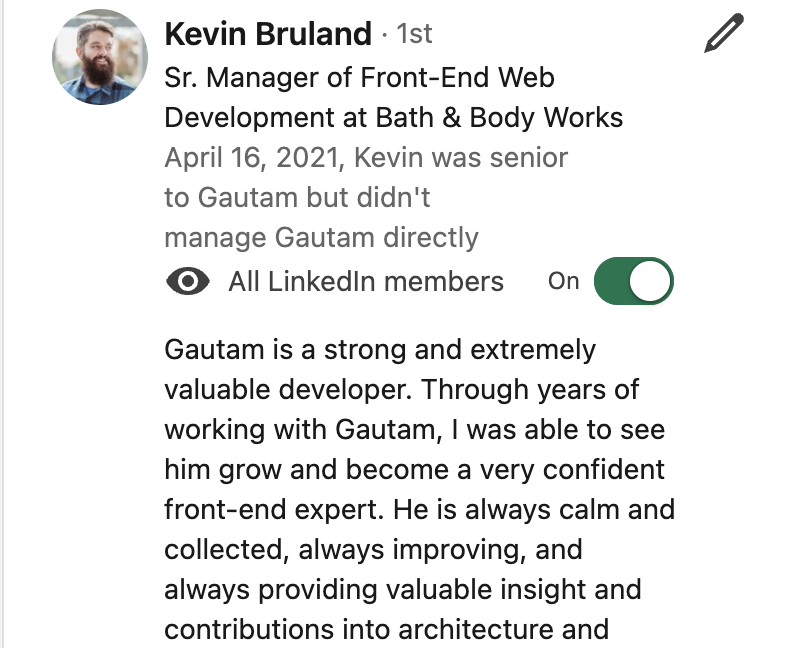 Kevin Bruland · 1st
Sr. Manager of Front-End Web
Development at Bath & Body Works
April 16, 2021, Kevin was senior
to Gautam but didn't
manage Gautam directly
All LinkedIn members On
Gautam is a strong and extremely
valuable developer. Through years of
working with Gautam, I was able to see
him grow and become a very confident
front-end expert. He is always calm and
collected, always improving, and
always providing valuable insight and
contributions into architecture and